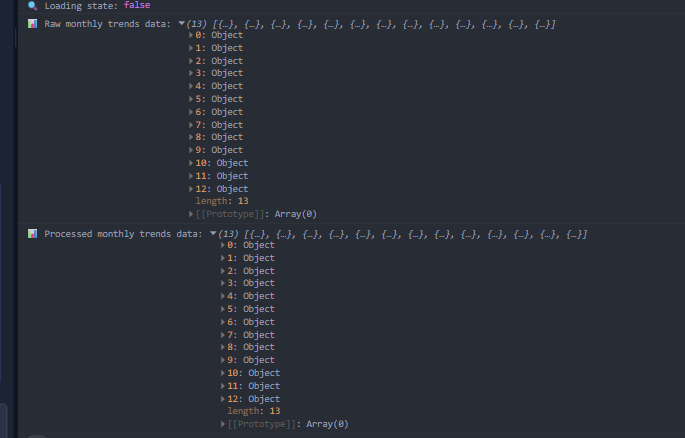 Loading state: false
Raw monthly trends data: (13) [{…}, {…}, {…}, {…}, {…}, {…}, {…}, {…}, {…}, {…}, {…}, {…}, {…}]
0: Object
1: Object
2: Object
3: Object
4: Object
5: Object
6: Object
7: Object
8: Object
9: Object
10: Object
11: Object
12: Object
length: 13
[[Prototype]]: Array(0)
Processed monthly trends data: (13) [{…}, {…}, {…}, {…}, {…}, {…}, {…}, {…}, {…}, {…}, {…}, {…}, {…}]
0: Object
1: Object
2: Object
3: Object
4: Object
5: Object
6: Object
7: Object
8: Object
9: Object
10: Object
11: Object
12: Object
length: 13
[[Prototype]]: Array(0)